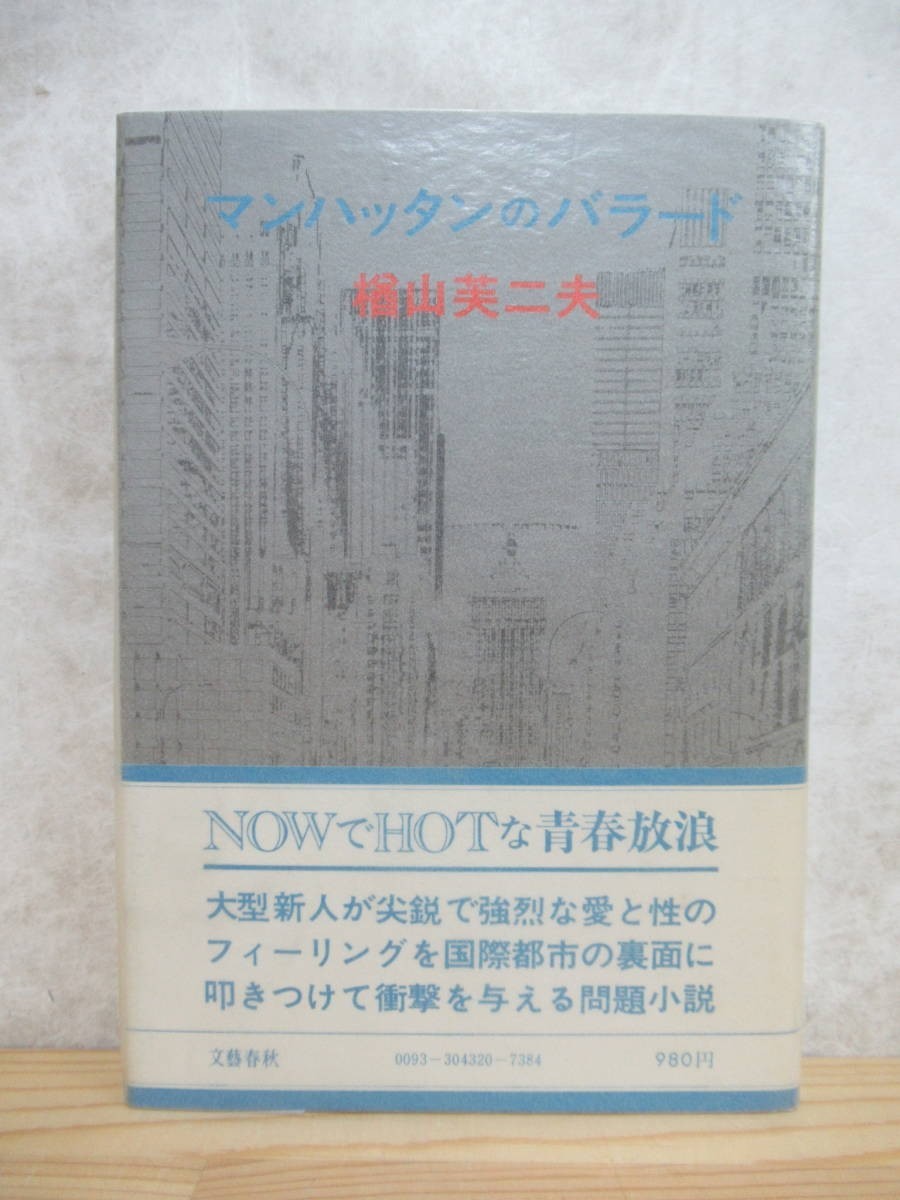 マンハッタンのバラード
楢山芙二夫
NOWでHOTな青春放浪
大型新人が尖鋭で強烈な愛と性の
フィーリングを国際都市の裏面に
叩きつけて衝撃を与える問題小説
文藝春秋 0093-304320-7384 980円